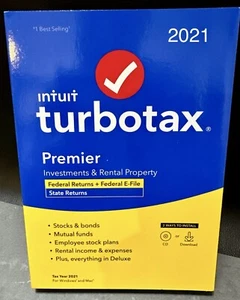 "1 Best Selling"
2021
intuit
turbotax®
Premier
Investments & Rental Property
Federal Returns + Federal E-File
State Returns
• Stocks & bonds
• Mutual funds
• Employee stock plans
• Rental income & expenses
• Plus, everything in Deluxe
2 WAYS TO INSTALL
CD
or
Download
Tax Year 2021
For Windows and Mac